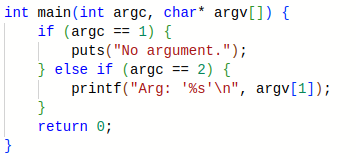 int main(int argc, char* argv[]) {
    if (argc == 1) {
        puts("No argument.");
    } else if (argc == 2) {
        printf("Arg: '%s'\n", argv[1]);
    }
    return 0;
}